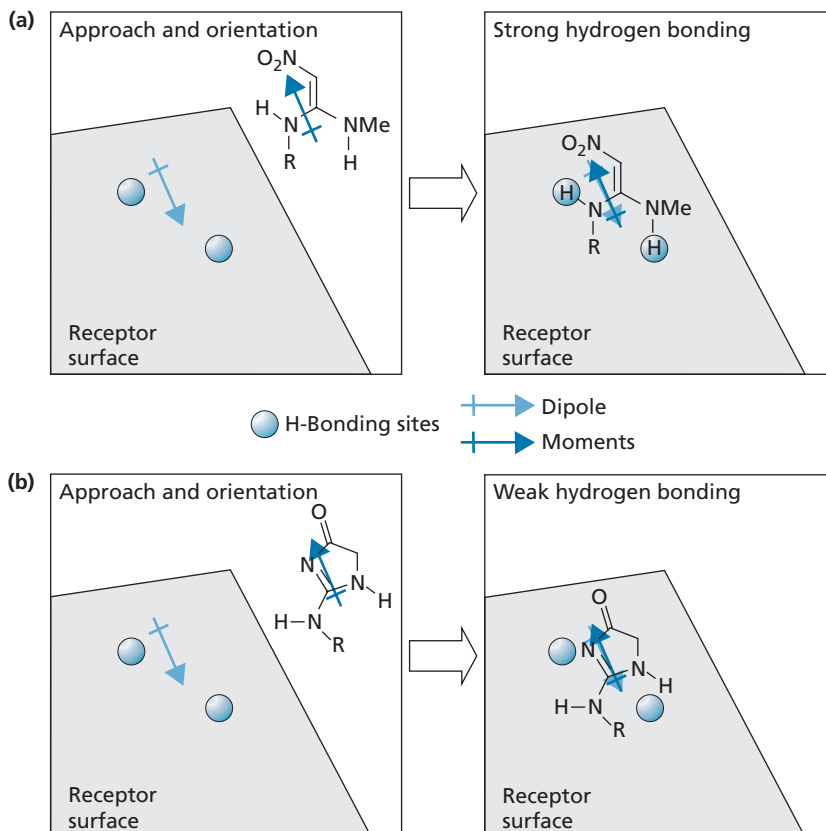 (a)
Approach and orientation
O2N
H
N
NMe
R
H
Receptor
surface
Strong hydrogen bonding
O2N
H
N
NMe
R
H
Receptor
surface
H-Bonding sites
Dipole
Moments
(b)
Approach and orientation
O
N
N
H
H–N
R
Receptor
surface
Weak hydrogen bonding
O
N
N
H
H–N
R
Receptor
surface